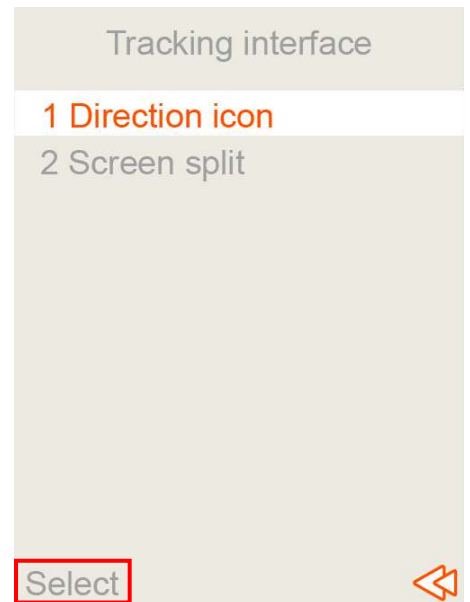 Tracking interface
1 Direction icon
2 Screen split
Select